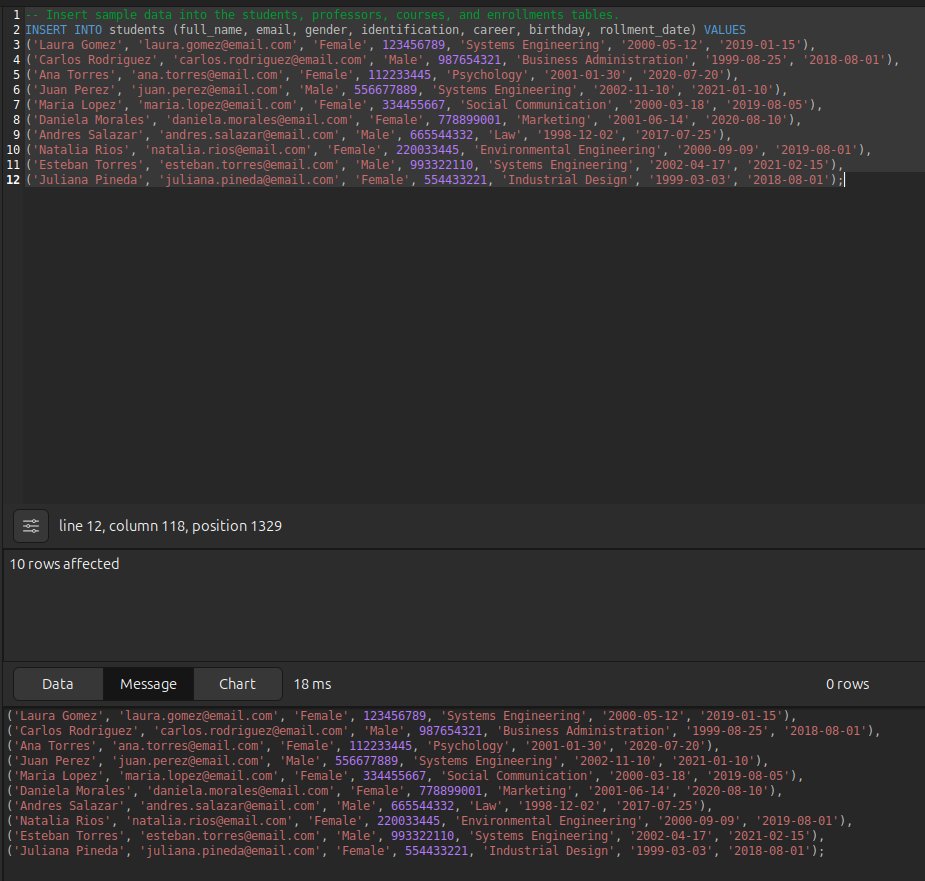 1 -- Insert sample data into the students, professors, courses, and enrollments tables.
2 INSERT INTO students (full_name, email, gender, identification, career, birthday, rollment_date) VALUES
3 ('Laura Gomez', 'laura.gomez@email.com', 'Female', 123456789, 'Systems Engineering', '2000-05-12', '2019-01-15'),
4 ('Carlos Rodriguez', 'carlos.rodriguez@email.com', 'Male', 987654321, 'Business Administration', '1999-08-25', '2018-08-01'),
5 ('Ana Torres', 'ana.torres@email.com', 'Female', 112233445, 'Psychology', '2001-01-30', '2020-07-20'),
6 ('Juan Perez', 'juan.perez@email.com', 'Male', 556677889, 'Systems Engineering', '2002-11-10', '2021-01-10'),
7 ('Maria Lopez', 'maria.lopez@email.com', 'Female', 334455667, 'Social Communication', '2000-03-18', '2019-08-05'),
8 ('Daniela Morales', 'daniela.morales@email.com', 'Female', 778899001, 'Marketing', '2001-06-14', '2020-08-10'),
9 ('Andres Salazar', 'andres.salazar@email.com', 'Male', 665544332, 'Law', '1998-12-02', '2017-07-25'),
10 ('Natalia Rios', 'natalia.rios@email.com', 'Female', 220033445, 'Environmental Engineering', '2000-09-09', '2019-08-01'),
11 ('Esteban Torres', 'esteban.torres@email.com', 'Male', 993322110, 'Systems Engineering', '2002-04-17', '2021-02-15'),
12 ('Juliana Pineda', 'juliana.pineda@email.com', 'Female', 554433221, 'Industrial Design', '1999-03-03', '2018-08-01');
line 12, column 118, position 1329
10 rows affected
Data Message Chart 18 ms 0 rows
('Laura Gomez', 'laura.gomez@email.com', 'Female', 123456789, 'Systems Engineering', '2000-05-12', '2019-01-15'),
('Carlos Rodriguez', 'carlos.rodriguez@email.com', 'Male', 987654321, 'Business Administration', '1999-08-25', '2018-08-01'),
('Ana Torres', 'ana.torres@email.com', 'Female', 112233445, 'Psychology', '2001-01-30', '2020-07-20'),
('Juan Perez', 'juan.perez@email.com', 'Male', 556677889, 'Systems Engineering', '2002-11-10', '2021-01-10'),
('Maria Lopez', 'maria.lopez@email.com', 'Female', 334455667, 'Social Communication', '2000-03-18', '2019-08-05'),
('Daniela Morales', 'daniela.morales@email.com', 'Female', 778899001, 'Marketing', '2001-06-14', '2020-08-10'),
('Andres Salazar', 'andres.salazar@email.com', 'Male', 665544332, 'Law', '1998-12-02', '2017-07-25'),
('Natalia Rios', 'natalia.rios@email.com', 'Female', 220033445, 'Environmental Engineering', '2000-09-09', '2019-08-01'),
('Esteban Torres', 'esteban.torres@email.com', 'Male', 993322110, 'Systems Engineering', '2002-04-17', '2021-02-15'),
('Juliana Pineda', 'juliana.pineda@email.com', 'Female', 554433221, 'Industrial Design', '1999-03-03', '2018-08-01');